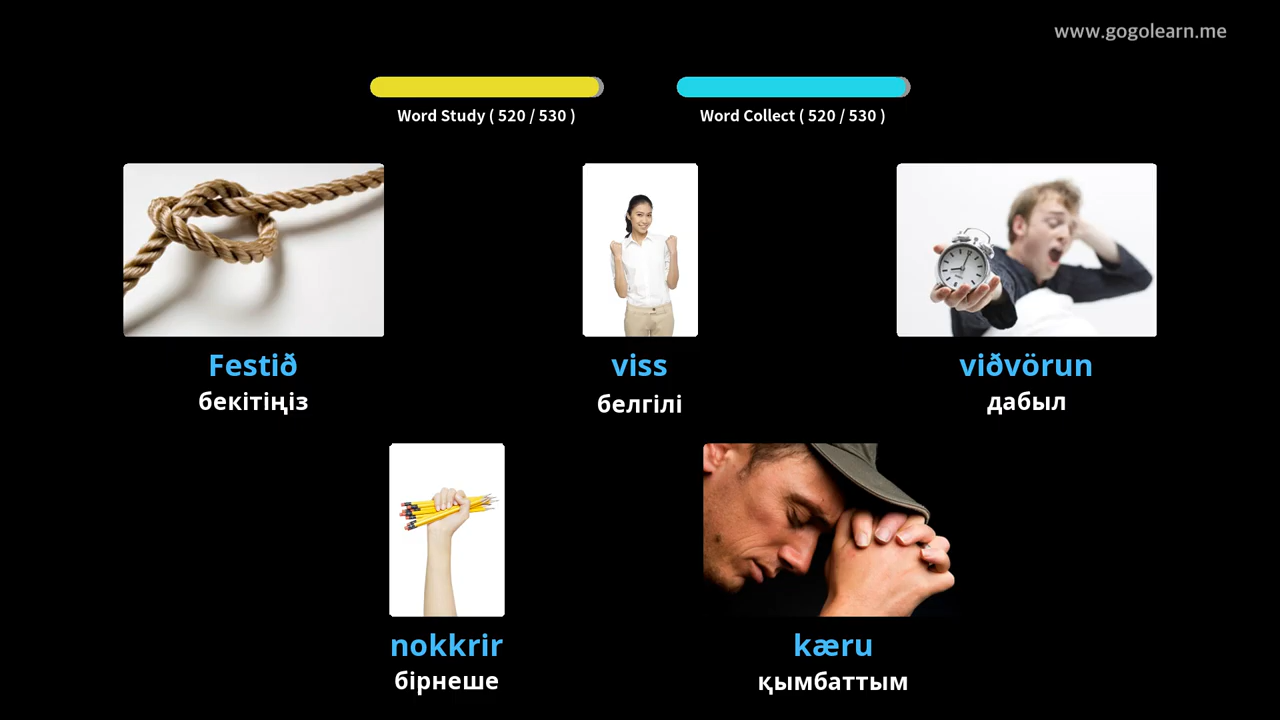 www.gogolearn.me
Word Study ( 520 / 530 )
Word Collect ( 520 / 530 )
Festið
бекітіңіз
viss
белгілі
viðvörun
дабыл
nokkrir
бірнеше
kæru
қымбаттым